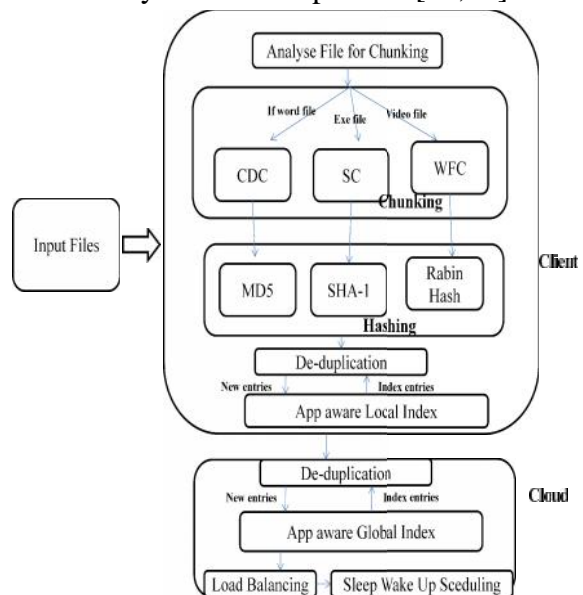 Analyse File for Chunking
If word file
Exe file
Video file
CDC
SC
WFC
Chunking
Input Files
Client
MD5
SHA-1
Rabin
Hash
Hashing
De-duplication
New entries
Index entries
App aware Local Index
De-duplication
Cloud
New entries
Index entries
App aware Global Index
Load Balancing
Sleep Wake Up Sceduling